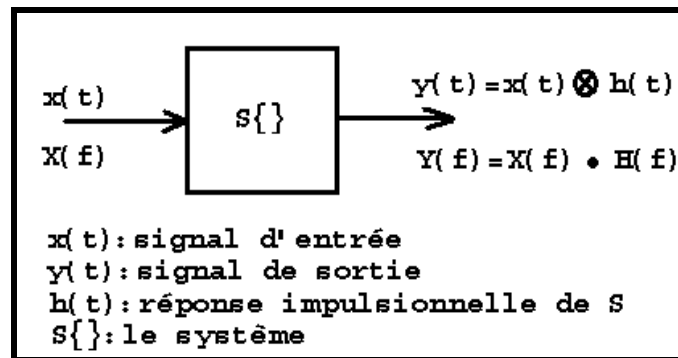 x(t)
X(f)
S{}
y(t)=x(t)⊗h(t)
Y(f)=X(f)•H(f)
x(t):signal d'entrée
y(t):signal de sortie
h(t):réponse impulsionnelle de S
S{}:le système